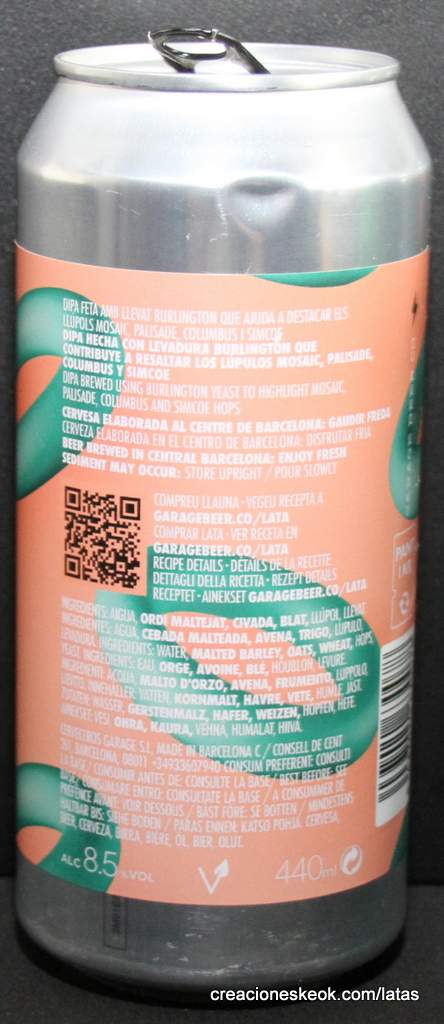 DIPA FETA AMB LLEVAT BURLINGTON QUE AJUDA A DESTACAR ELS
LLÚPOLS MOSAIC, PALISADE, COLUMBUS I SIMCOE
DIPA HECHA CON LEVADURA BURLINGTON QUE
CONTRIBUYE A RESALTAR LOS LÚPULOS MOSAIC, PALISADE,
COLUMBUS Y SIMCOE
DIPA BREWED USING BURLINGTON YEAST TO HIGHLIGHT MOSAIC,
PALISADE, COLUMBUS AND SIMCOE HOPS
CERVESA ELABORADA AL CENTRE DE BARCELONA: GAUDIR FREDA
CERVEZA ELABORADA EN EL CENTRO DE BARCELONA: DISFRUTAR FRIA
BEER BREWED IN CENTRAL BARCELONA: ENJOY FRESH
SEDIMENT MAY OCCUR: STORE UPRIGHT / POUR SLOWLY
COMPREU LLAUNA · VEGEU RECEPTA A
GARAGEBEER.CO/LATA
COMPRAR LATA · VER RECETA EN
GARAGEBEER.CO/LATA
RECIPE DETAILS · DÉTAILS DE LA RECETTE
DETTAGLI DELLA RICETTA · REZEPT DETAILS
RECEPTET · AINEKSET GARAGEBEER.CO/LATA
INGREDIENTS: AIGUA, ORDI MALTEJAT, CIVADA, BLAT, LLÚPOL, LLEVAT
INGREDIENTES: AGUA, CEBADA MALTEADA, AVENA, TRIGO, LÚPULO,
LEVADURA. INGREDIENTS: WATER, MALTED BARLEY, OATS, WHEAT, HOPS,
YEAST. INGRÉDIENTS: EAU, ORGE, AVOINE, BLÉ, HOUBLON, LEVURE.
INGREDIENTI: ACQUA, MALTO D'ORZO, AVENA, FRUMENTO, LUPPOLO,
LIEVITO. INNEHÅLLER: VATTEN, KORNMALT, HAVRE, VETE, HUMLE, JÄST.
ZUTATEN: WASSER, GERSTENMALZ, HAFER, WEIZEN, HOPFEN, HEFE.
AINEKSET: VESI, OHRA, KAURA, VEHNÄ, HUMALAT, HIIVA.
CERVECEROS GARAGE S.L, MADE IN BARCELONA C / CONSELL DE CENT
261, BARCELONA, 08011 +34933607940 CONSUM PREFERENT: CONSULTI
LA BASE / CONSUMIR ANTES DE: CONSULTE LA BASE / BEST BEFORE: SEE
BASE / CONSUMARE ENTRO: CONSULTATE LA BASE / A CONSUMMER DE
PRÉFÉNCE AVANT: VOIR DESSOUS / BÄST FÖRE: SE BOTTEN / MINDESTENS
HALTBAR BIS: SIEHE BODEN / PARAS ENNEN: KATSO POHJA. CERVESA,
BEER, CERVEZA, BIRRA, BIÈRE, ÖL, BIER, OLUT.
ALC 8.5%VOL
V
440ml
creacioneskeok.com/latas